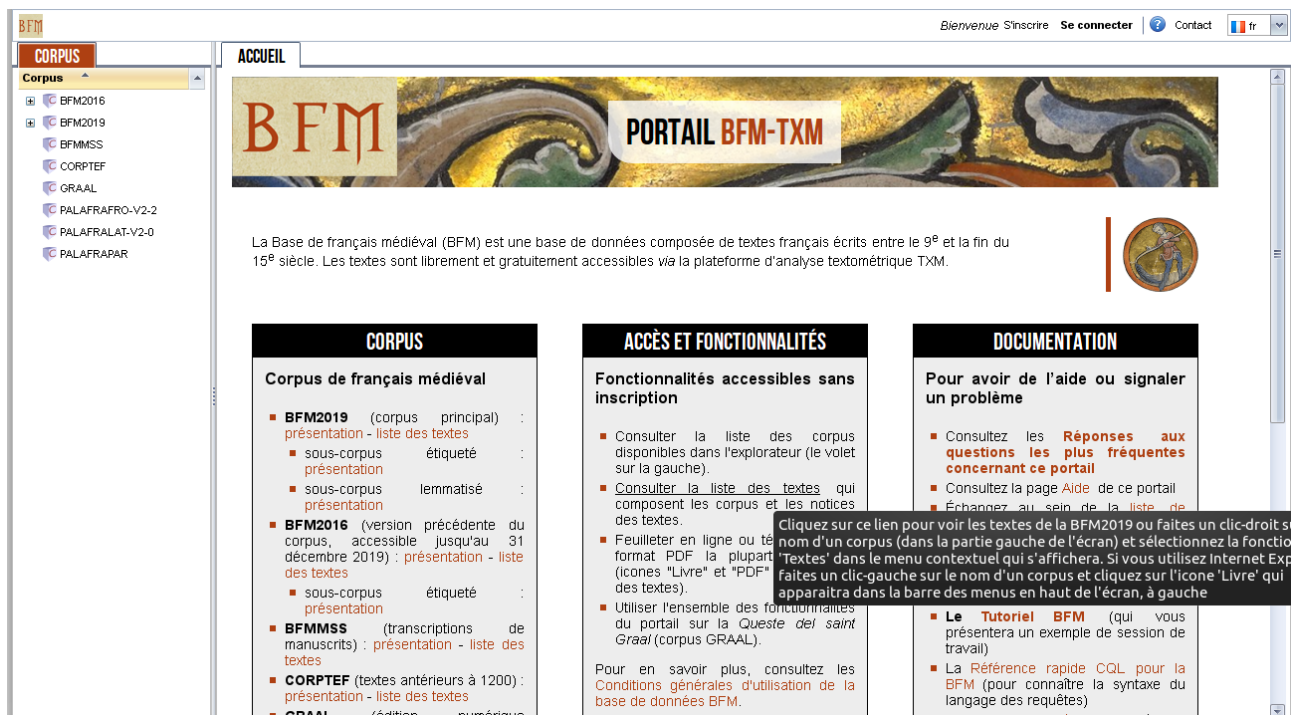 BFM
Bienvenue S'inscrire Se connecter ? Contact fr
CORPUS
Corpus
BFM2016
BFM2019
BFMMSS
CORPTEF
GRAAL
PALAFRAFRO-V2-2
PALAFRALAT-V2-0
PALAFRAPAR
ACCUEIL
BFM
PORTAIL BFM-TXM
La Base de français médiéval (BFM) est une base de données composée de textes français écrits entre le 9e et la fin du
15e siècle. Les textes sont librement et gratuitement accessibles via la plateforme d'analyse textométrique TXM.
CORPUS
Corpus de français médiéval
BFM2019 (corpus principal) :
présentation - liste des textes
sous-corpus étiqueté :
présentation
sous-corpus lemmatisé :
présentation
BFM2016 (version précédente du
corpus, accessible jusqu'au 31
décembre 2019) : présentation - liste
des textes
sous-corpus étiqueté :
présentation
BFMMSS (transcriptions de
manuscrits) : présentation - liste des
textes
CORPTEF (textes antérieurs à 1200) :
présentation - liste des textes
GRAAL (édition numérique
ACCÈS ET FONCTIONNALITÉS
Fonctionnalités accessibles sans
inscription
Consulter la liste des corpus
disponibles dans l'explorateur (le volet
sur la gauche).
Consulter la liste des textes qui
composent les corpus et les notices
des textes.
Feuilleter en ligne ou té
format PDF la plupart
(icones "Livre" et "PDF"
des textes).
Utiliser l'ensemble des fonctionnalités
du portail sur la Queste del saint
Graal (corpus GRAAL).
Pour en savoir plus, consultez les
Conditions générales d'utilisation de la
base de données BFM.
DOCUMENTATION
Pour avoir de l'aide ou signaler
un problème
Consultez les Réponses aux
questions les plus fréquentes
concernant ce portail
Consultez la page Aide de ce portail
Échangez au sein de la liste de
Cliquez sur ce lien pour voir les textes de la BFM2019 ou faites un clic-droit su
nom d'un corpus (dans la partie gauche de l'écran) et sélectionnez la fonctio
'Textes' dans le menu contextuel qui s'affichera. Si vous utilisez Internet Exp
faites un clic-gauche sur le nom d'un corpus et cliquez sur l'icone 'Livre' qui
apparaitra dans la barre des menus en haut de l'écran, à gauche
Le Tutoriel BFM (qui vous
présentera un exemple de session de
travail)
La Référence rapide CQL pour la
BFM (pour connaître la syntaxe du
langage des requêtes)